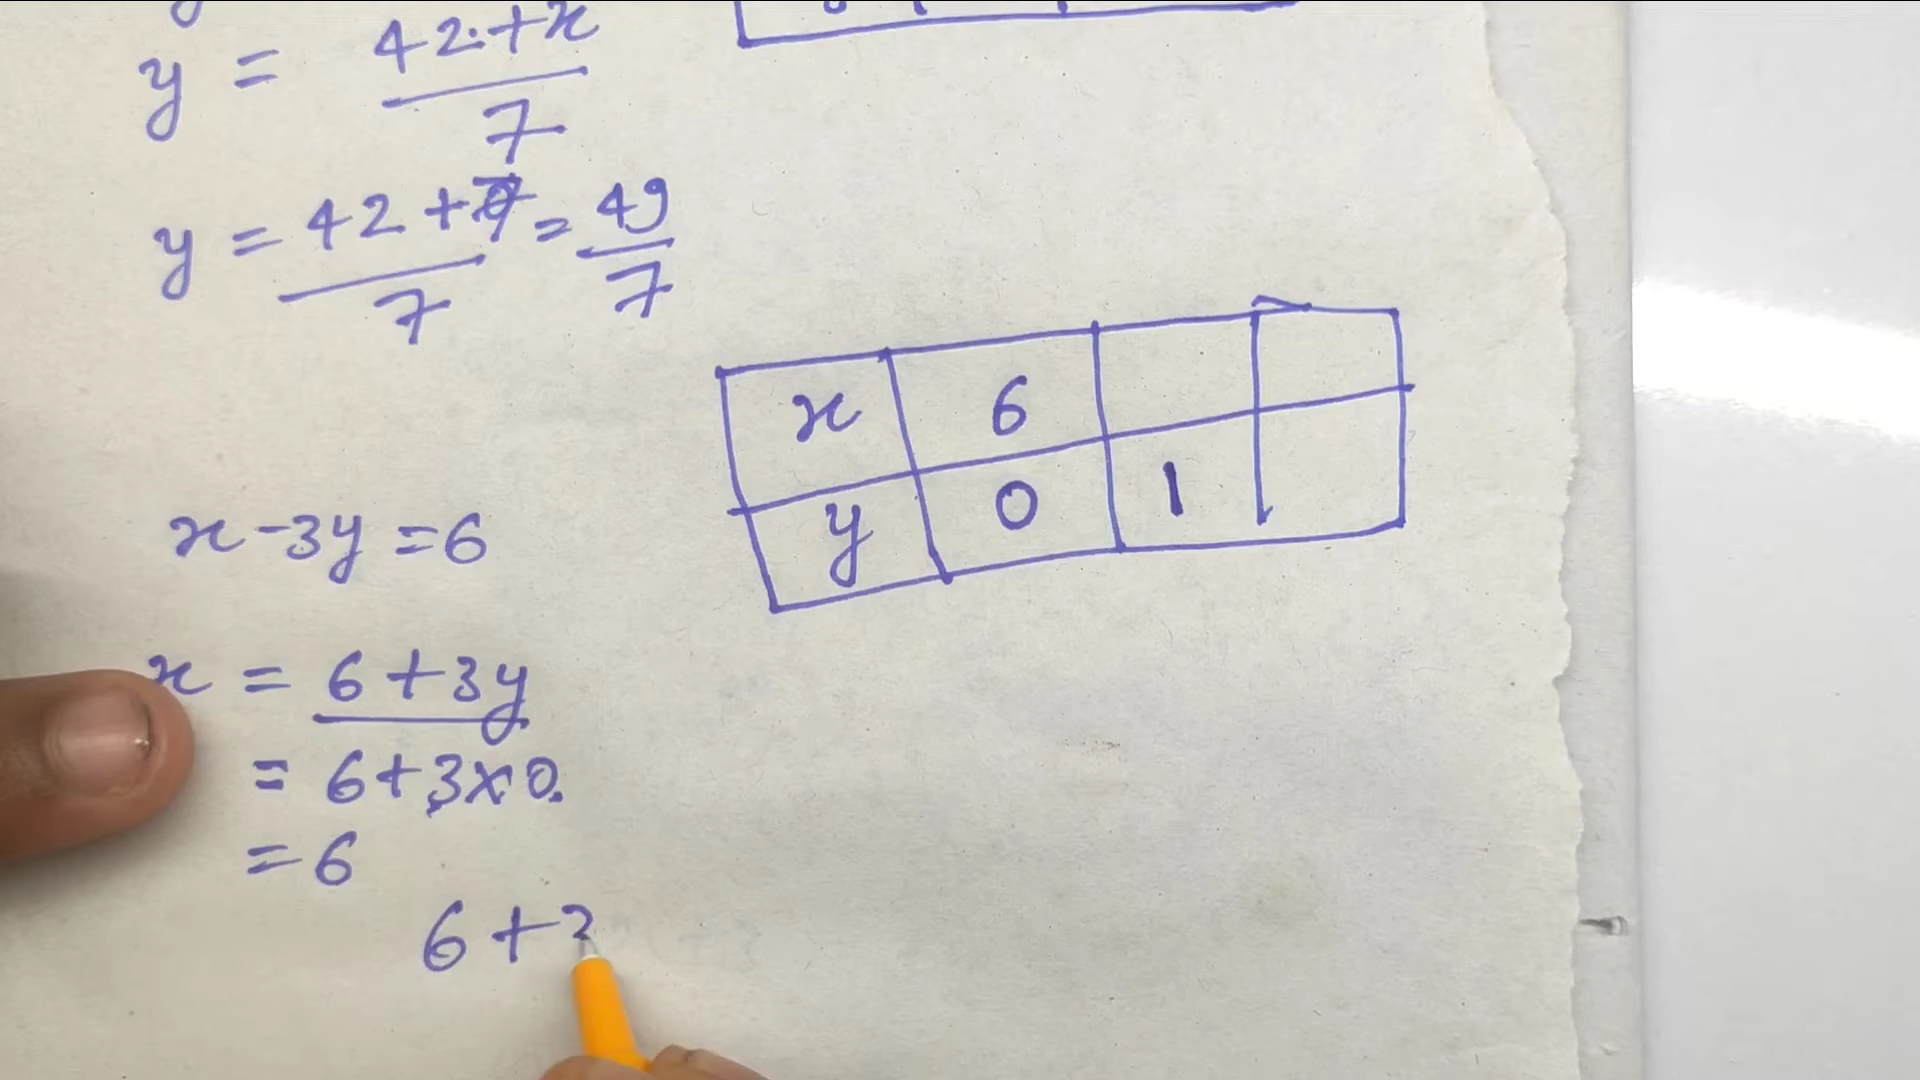 y = 42+x / 7
y = 42+7 / 7 = 49 / 7
x 6
y 0 1
x-3y=6
x = 6+3y
= 6+3x0.
= 6
6+3